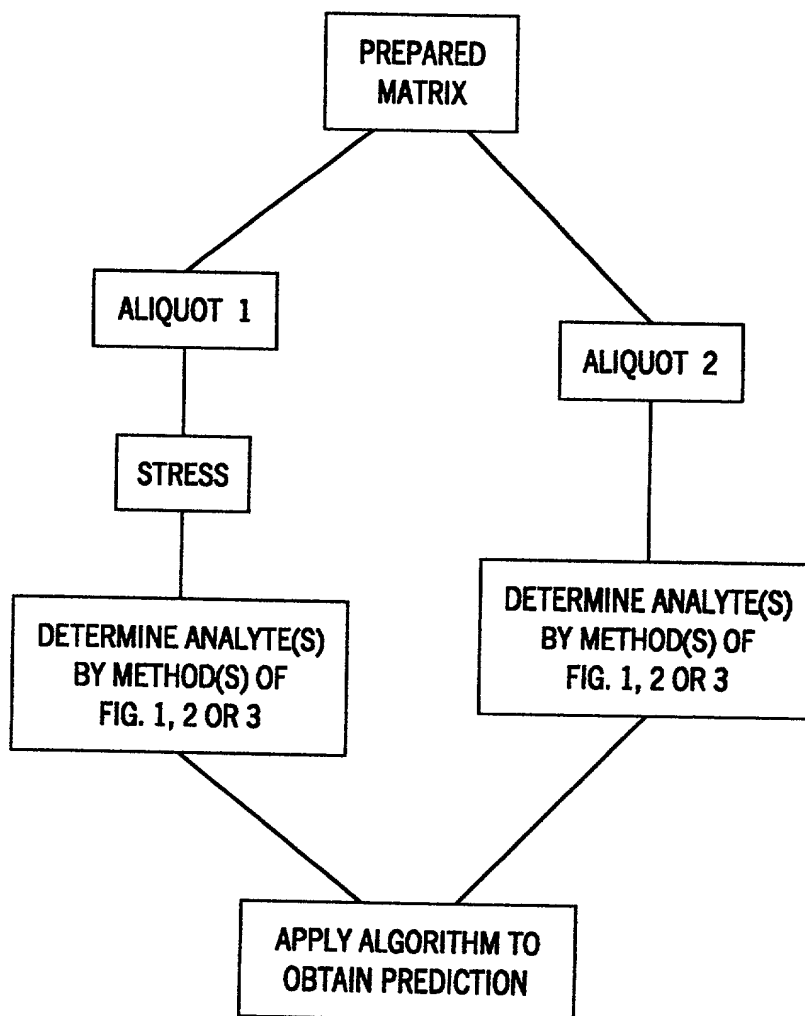 PREPARED
MATRIX
ALIQUOT 1
ALIQUOT 2
STRESS
DETERMINE ANALYTE(S)
BY METHOD(S) OF
FIG. 1, 2 OR 3
DETERMINE ANALYTE(S)
BY METHOD(S) OF
FIG. 1, 2 OR 3
APPLY ALGORITHM TO
OBTAIN PREDICTION